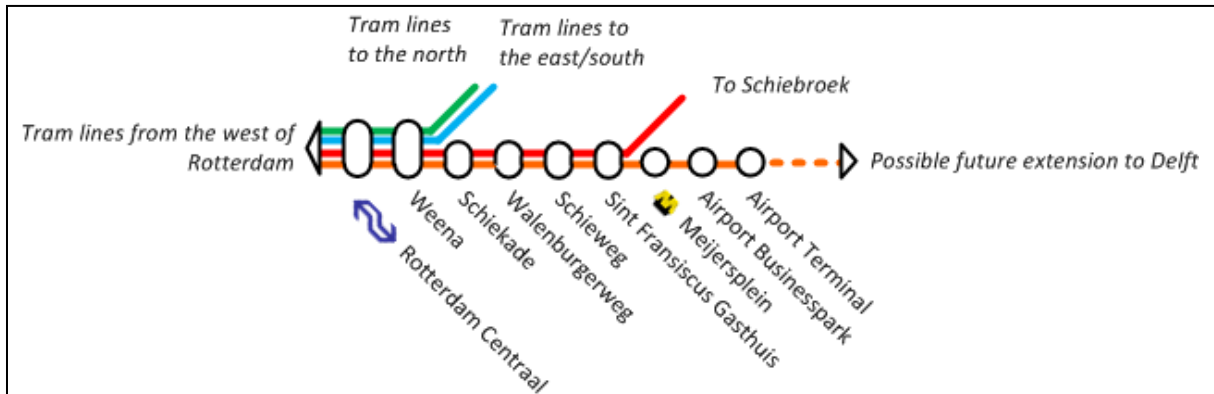 Tram lines
to the north
Tram lines to
the east/south
To Schiebroek
Tram lines from the west of
Rotterdam
Possible future extension to Delft
Rotterdam Centraal
Weena
Schiekade
Walenburgerweg
Schieweg
Sint Fransiscus Gasthuis
M
Meijersplein
Airport Businesspark
Airport Terminal